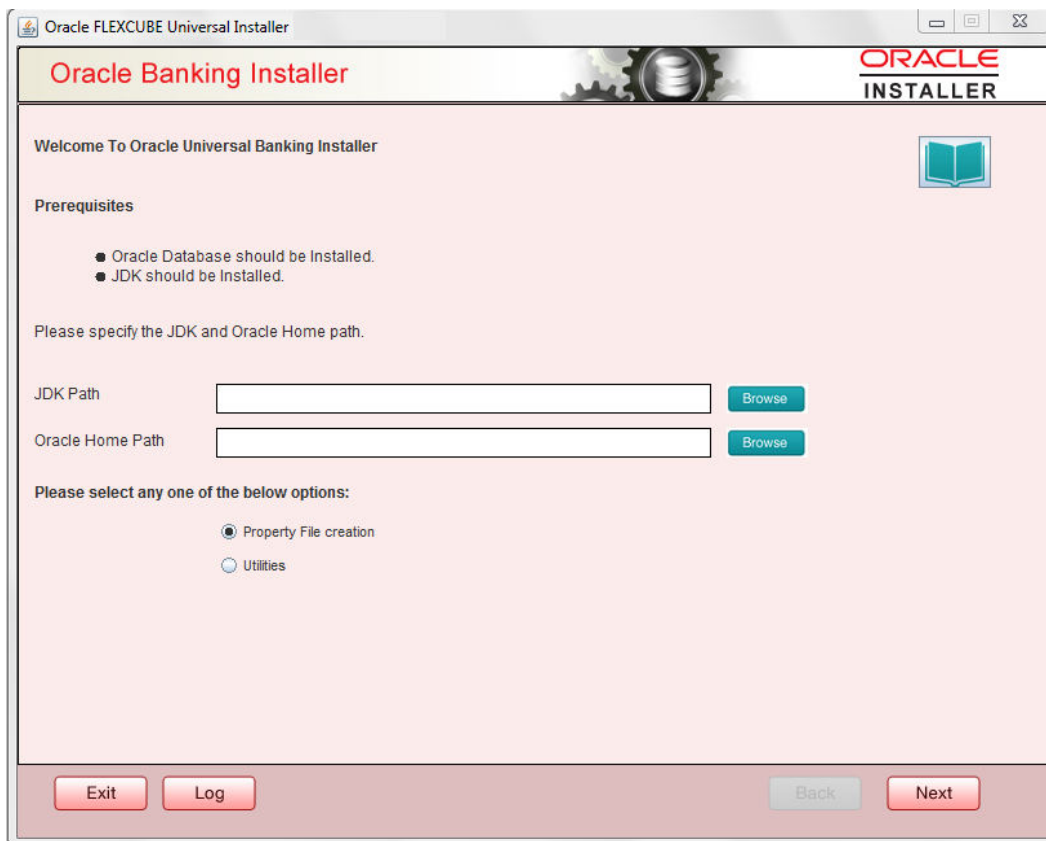 Oracle FLEXCUBE Universal Installer
Oracle Banking Installer
ORACLE
INSTALLER
Welcome To Oracle Universal Banking Installer
Prerequisites
Oracle Database should be Installed.
JDK should be Installed.
Please specify the JDK and Oracle Home path.
JDK Path
Browse
Oracle Home Path
Browse
Please select any one of the below options:
Property File creation
Utilities
Exit Log Back Next